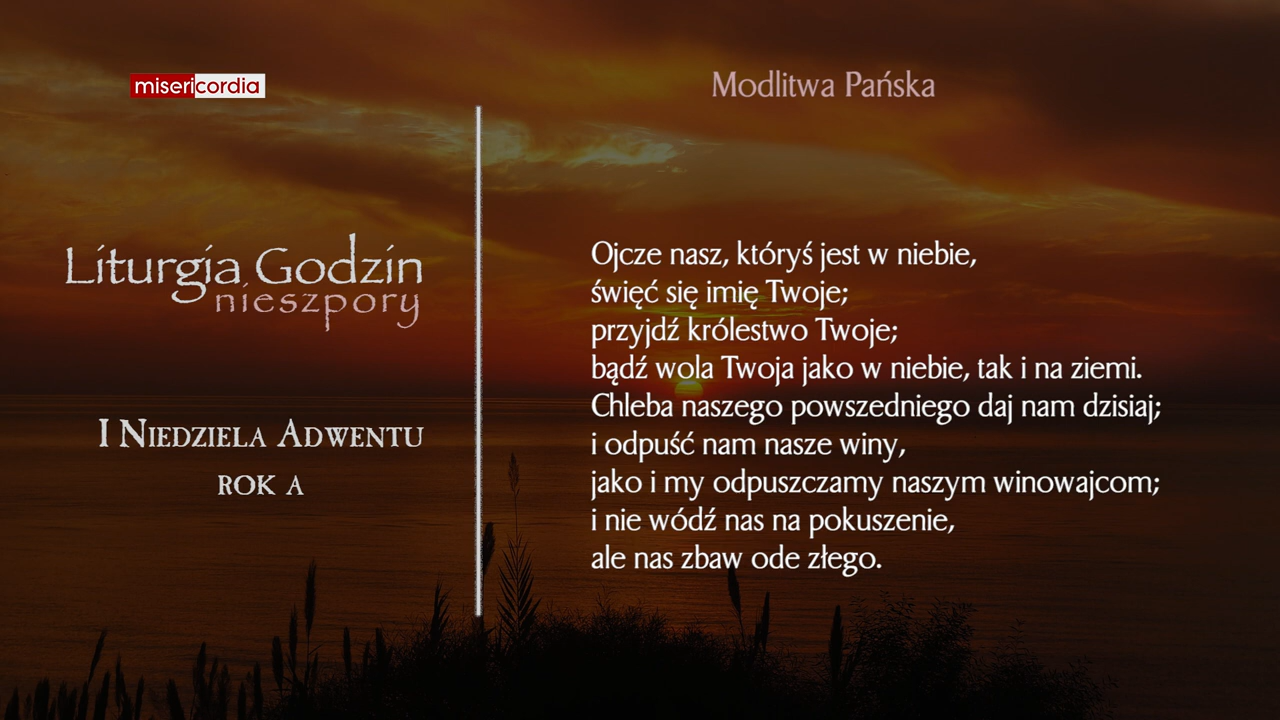 misericordia
Liturgia Godzin
nieszpory
I Niedziela Adwentu
rok a
Modlitwa Pańska
Ojcze nasz, któryś jest w niebie,
święć się imię Twoje;
przyjdź królestwo Twoje;
bądź wola Twoja jako w niebie, tak i na ziemi.
Chleba naszego powszedniego daj nam dzisiaj;
i odpuść nam nasze winy,
jako i my odpuszczamy naszym winowajcom;
i nie wódź nas na pokuszenie,
ale nas zbaw ode złego.